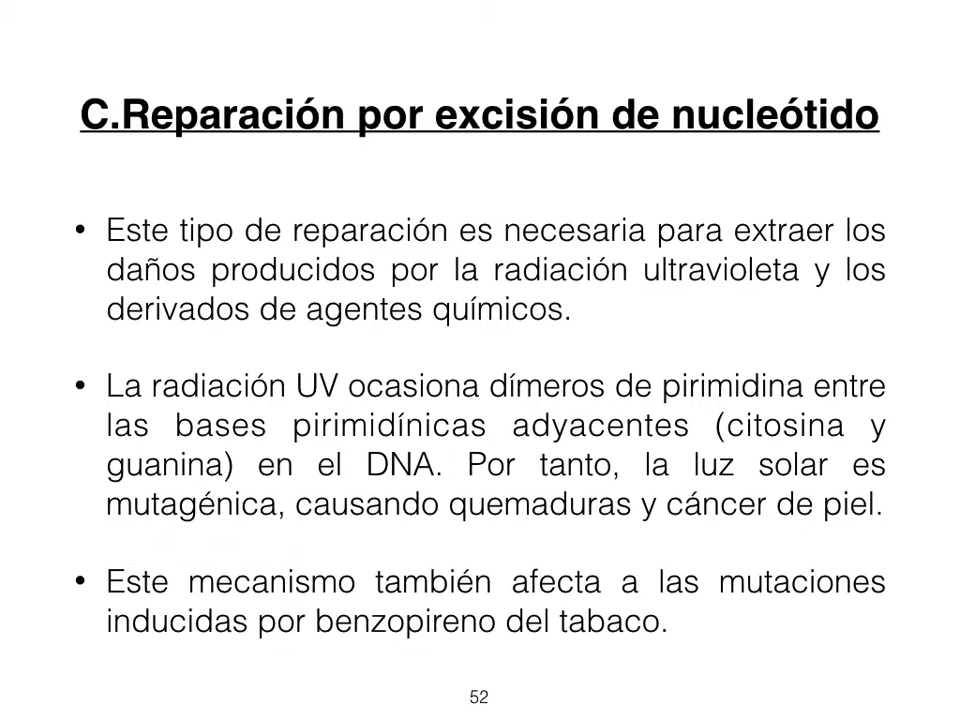 C.Reparación por excisión de nucleótido
• Este tipo de reparación es necesaria para extraer los
daños producidos por la radiación ultravioleta y los
derivados de agentes químicos.
• La radiación UV ocasiona dímeros de pirimidina entre
las bases pirimidínicas adyacentes (citosina y
guanina) en el DNA. Por tanto, la luz solar es
mutagénica, causando quemaduras y cáncer de piel.
• Este mecanismo también afecta a las mutaciones
inducidas por benzopireno del tabaco.
52